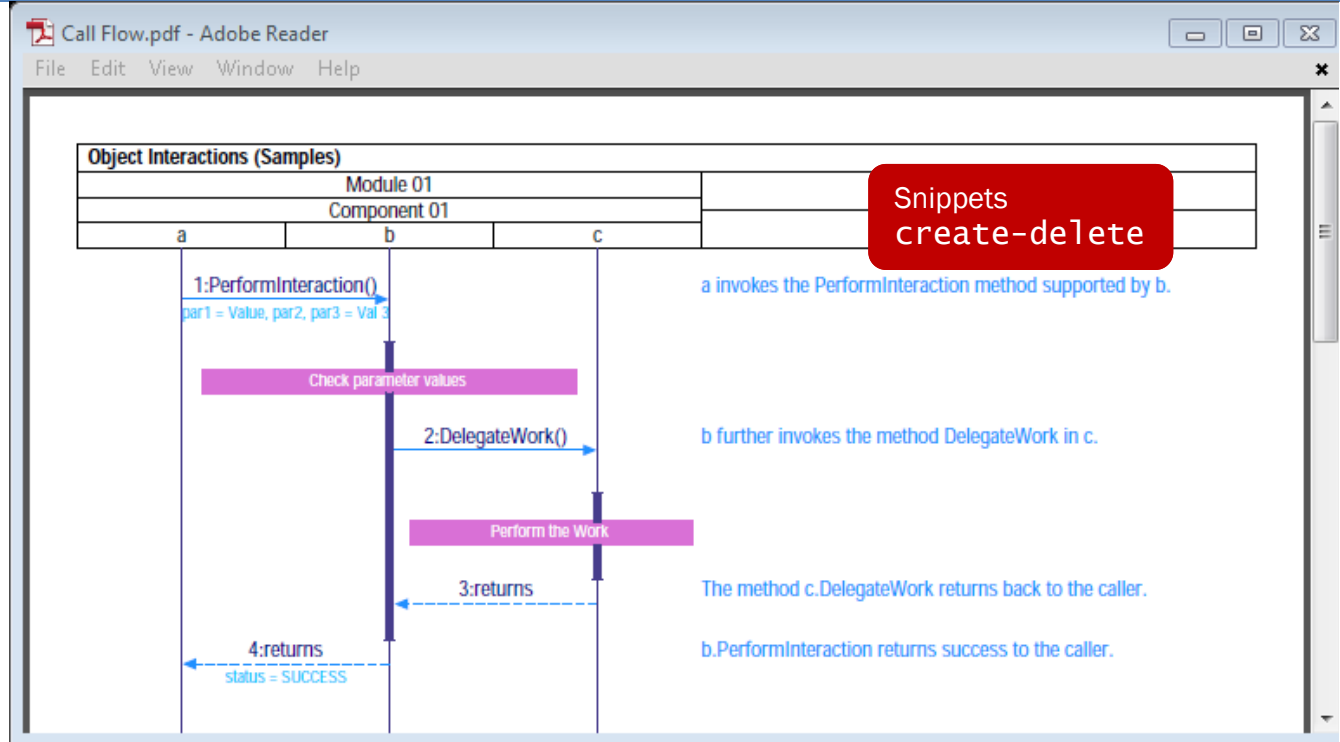 Call Flow.pdf - Adobe Reader
File Edit View Window Help
Object Interactions (Samples)
Module 01
Component 01
a b c
Snippets
create-delete
1:PerformInteraction()
a invokes the PerformInteraction method supported by b.
par1 = Value, par2, par3 = Val 3
Check parameter values
2:DelegateWork()
b further invokes the method DelegateWork in c.
Perform the Work
3:returns
The method c.DelegateWork returns back to the caller.
4:returns
b.PerformInteraction returns success to the caller.
status = SUCCESS